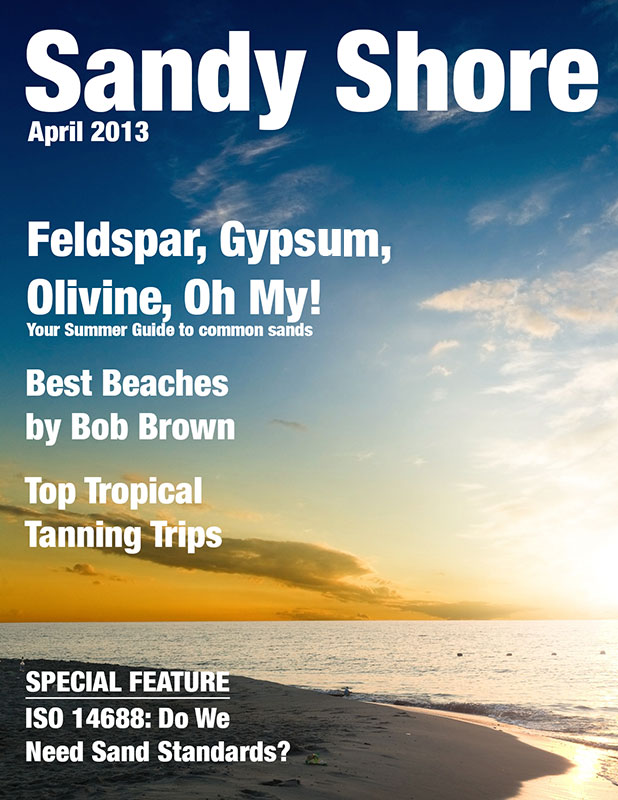 Sandy Shore
April 2013
Feldspar, Gypsum,
Olivine, Oh My!
Your Summer Guide to common sands
Best Beaches
by Bob Brown
Top Tropical
Tanning Trips
SPECIAL FEATURE
ISO 14688: Do We
Need Sand Standards?